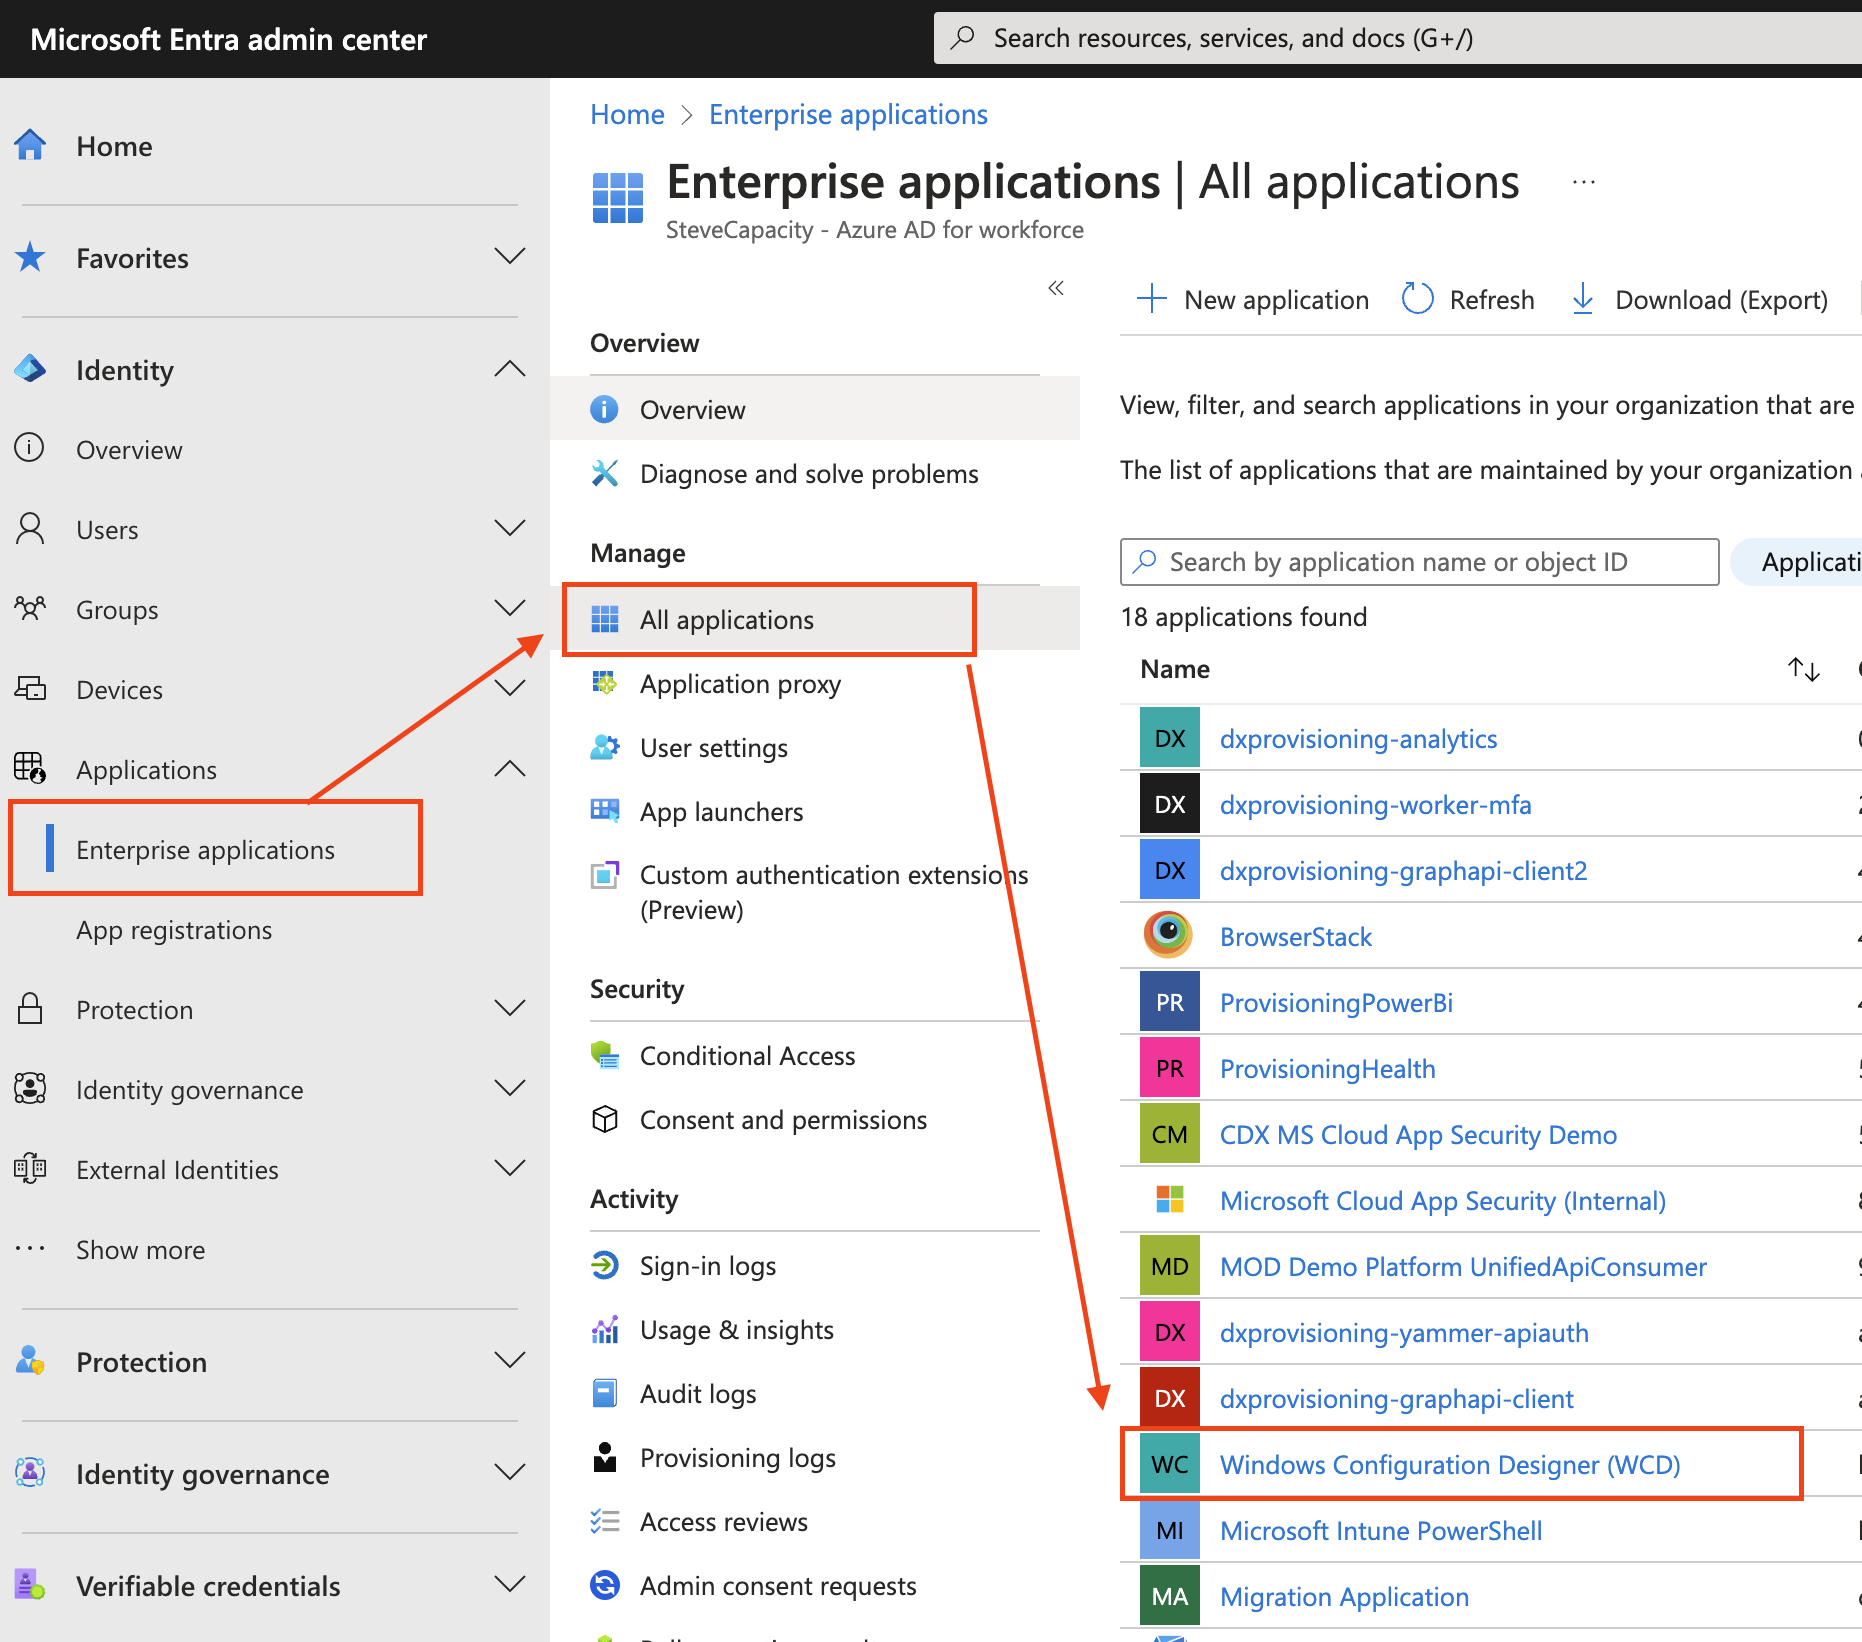 Microsoft Entra admin center
Search resources, services, and docs (G+/)
Home
Favorites
Identity
Overview
Users
Groups
Devices
Applications
Enterprise applications
App registrations
Protection
Identity governance
External Identities
Show more
Protection
Identity governance
Verifiable credentials
Home > Enterprise applications
Enterprise applications | All applications
SteveCapacity - Azure AD for workforce
Overview
Overview
Diagnose and solve problems
Manage
All applications
Application proxy
User settings
App launchers
Custom authentication extensions
(Preview)
Security
Conditional Access
Consent and permissions
Activity
Sign-in logs
Usage & insights
Audit logs
Provisioning logs
Access reviews
Admin consent requests
New application
Refresh
Download (Export)
View, filter, and search applications in your organization that are
The list of applications that are maintained by your organization
Search by application name or object ID
Applicati
18 applications found
Name
DX dxprovisioning-analytics
DX dxprovisioning-worker-mfa
DX dxprovisioning-graphapi-client2
BrowserStack
PR ProvisioningPowerBi
PR ProvisioningHealth
CM CDX MS Cloud App Security Demo
Microsoft Cloud App Security (Internal)
MD MOD Demo Platform UnifiedApiConsumer
DX dxprovisioning-yammer-apiauth
DX dxprovisioning-graphapi-client
WC Windows Configuration Designer (WCD)
MI Microsoft Intune PowerShell
MA Migration Application